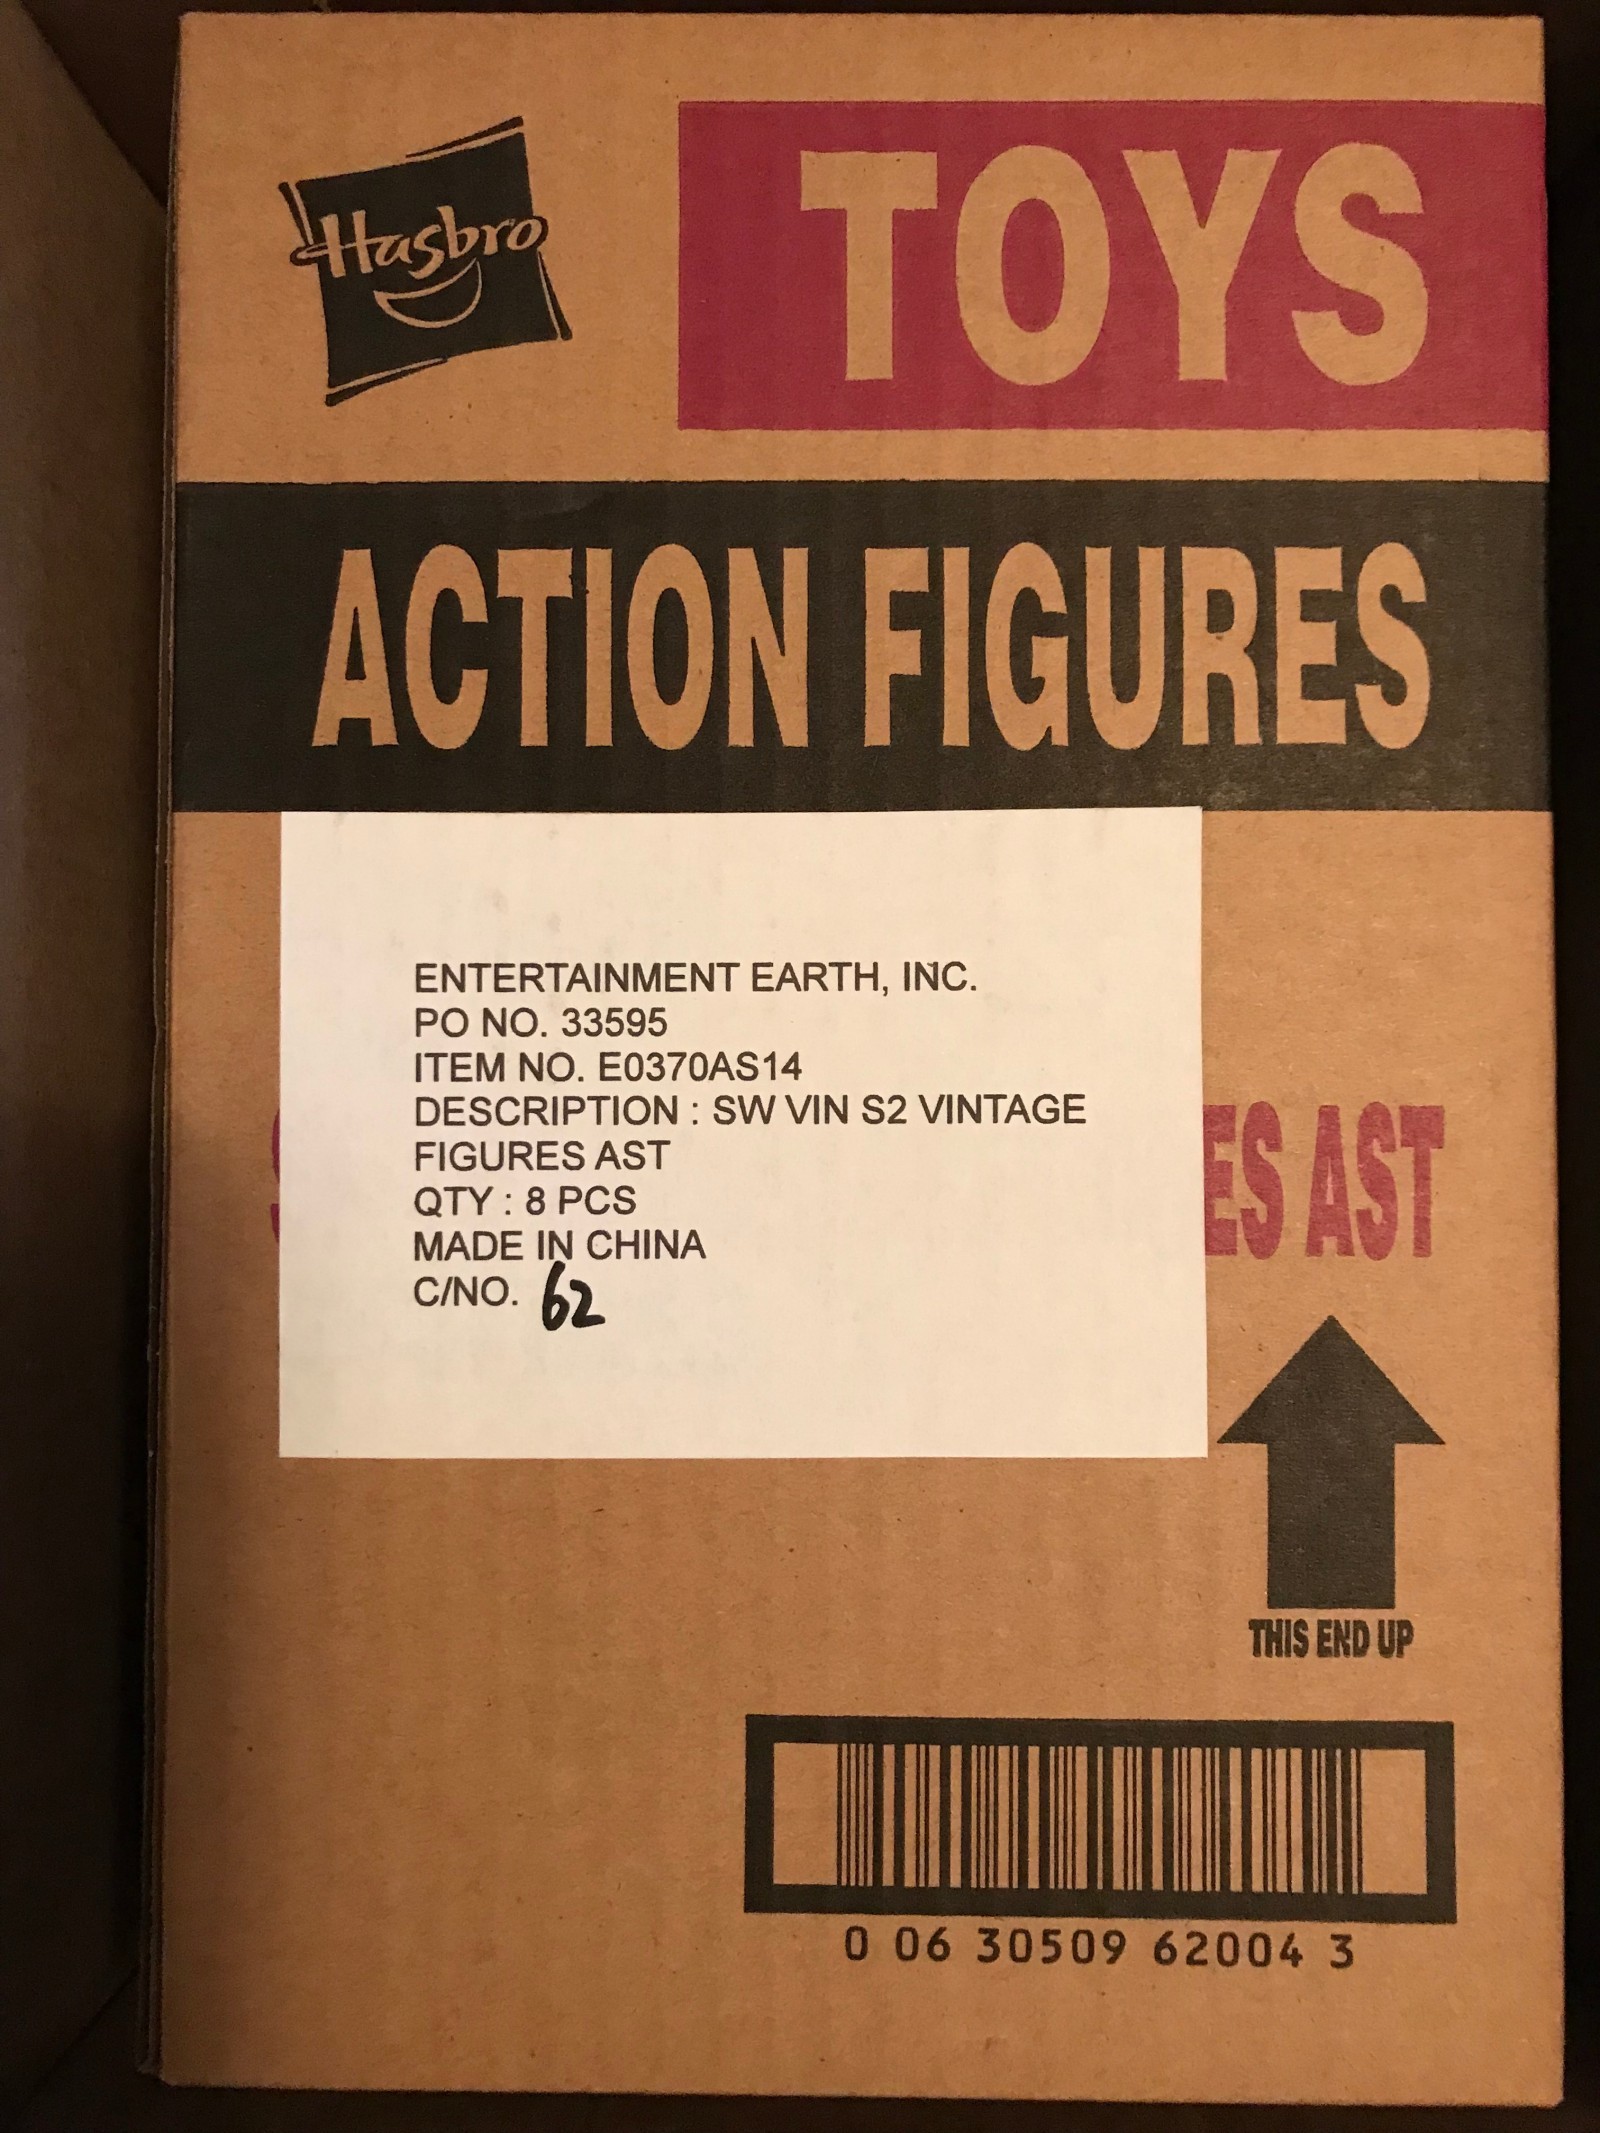 Hasbro
TOYS
ACTION FIGURES
ENTERTAINMENT EARTH, INC.
PO NO. 33595
ITEM NO. E0370AS14
DESCRIPTION : SW VIN S2 VINTAGE
FIGURES AST
QTY : 8 PCS
MADE IN CHINA
C/NO. 62
AST
THIS END UP
0 06 30509 62004 3